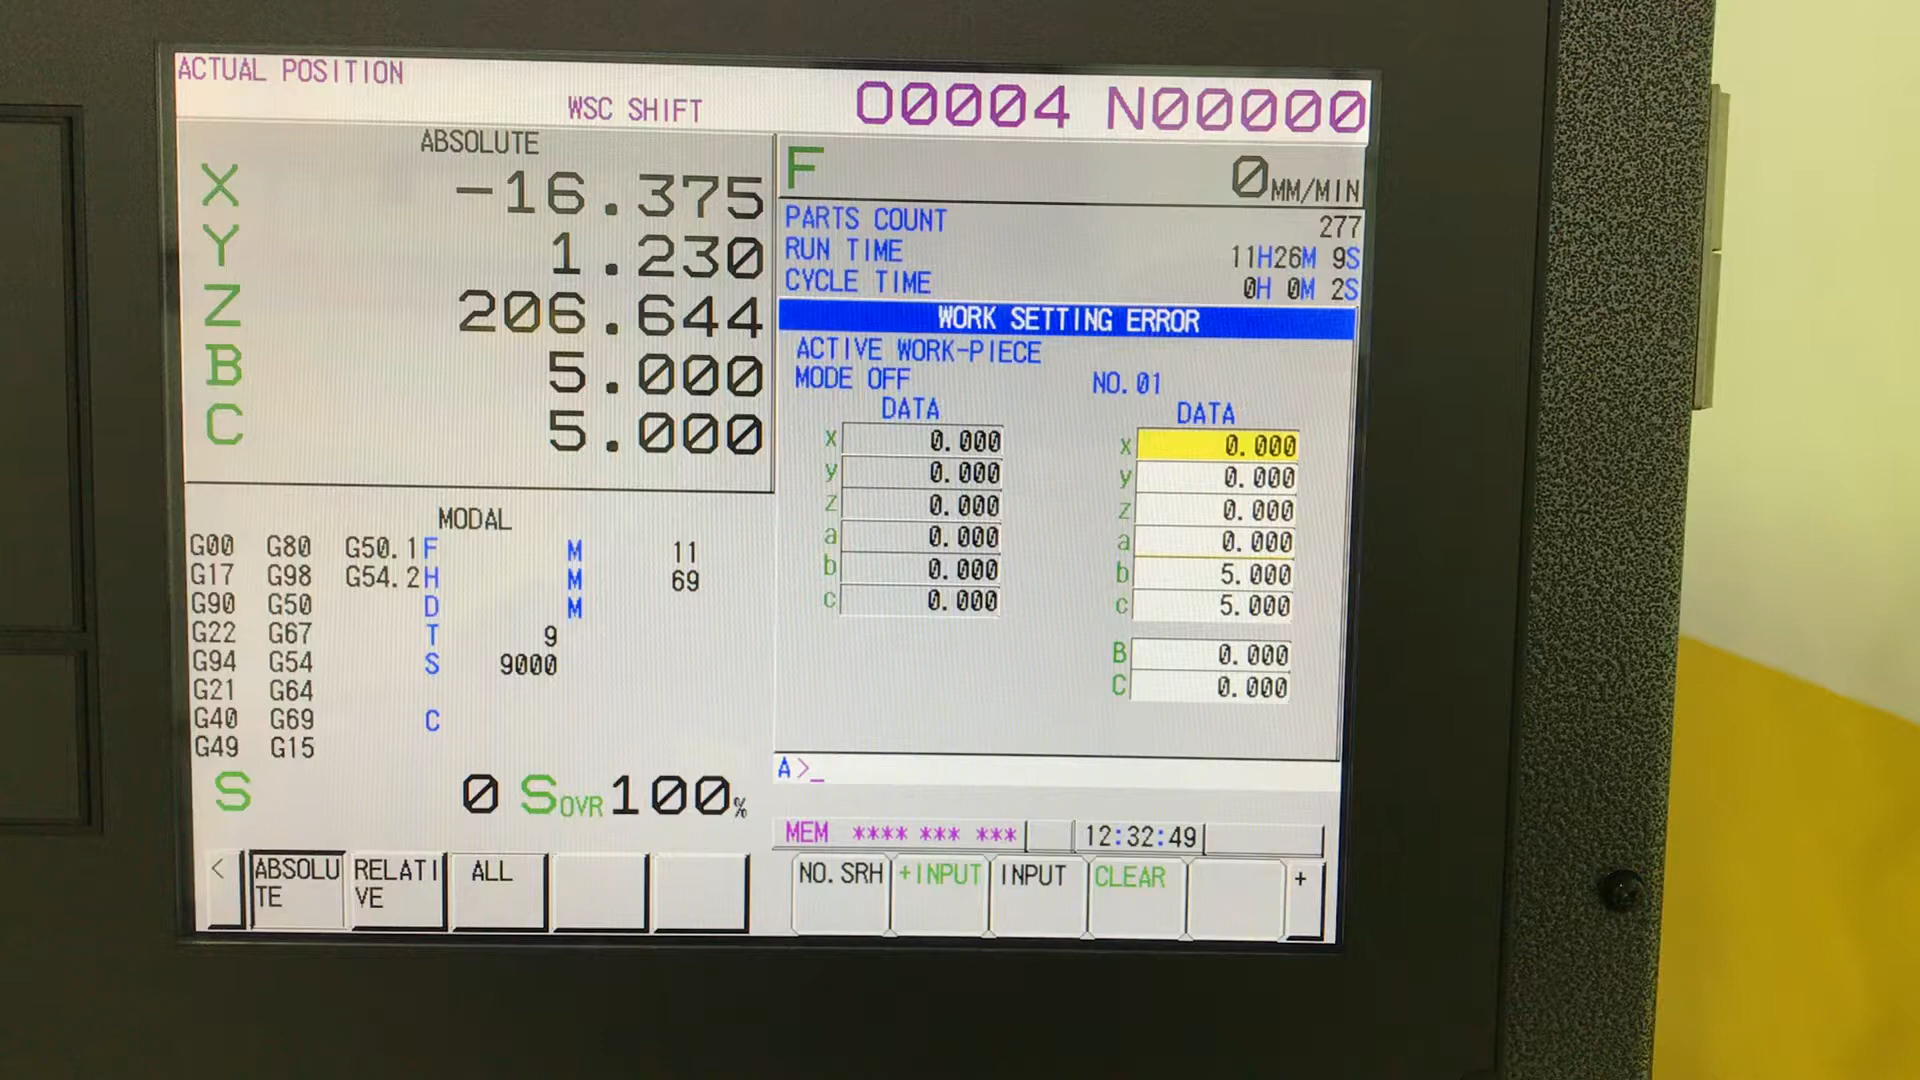 ACTUAL POSITION
WSC SHIFT
O0004 N00000
ABSOLUTE
X -16.375
Y 1.230
Z 206.644
B 5.000
C 5.000
F 0MM/MIN
PARTS COUNT 277
RUN TIME 11H26M 9S
CYCLE TIME 0H 0M 2S
WORK SETTING ERROR
ACTIVE WORK-PIECE
MODE OFF NO.01
DATA DATA
x 0.000 x 0.000
y 0.000 y 0.000
z 0.000 z 0.000
a 0.000 a 0.000
b 0.000 b 5.000
c 0.000 c 5.000
B 0.000
C 0.000
MODAL
G00 G80 G50.1 F M 11
G17 G98 G54.2 H M 69
G90 G50 D M
G22 G67 T 9
G94 G54 S 9000
G21 G64
G40 G69 C
G49 G15
S 0 SOVR100%
A>_
MEM **** *** *** 12:32:49
< ABSOLU
TE RELATI
VE ALL
NO.SRH +INPUT INPUT CLEAR +